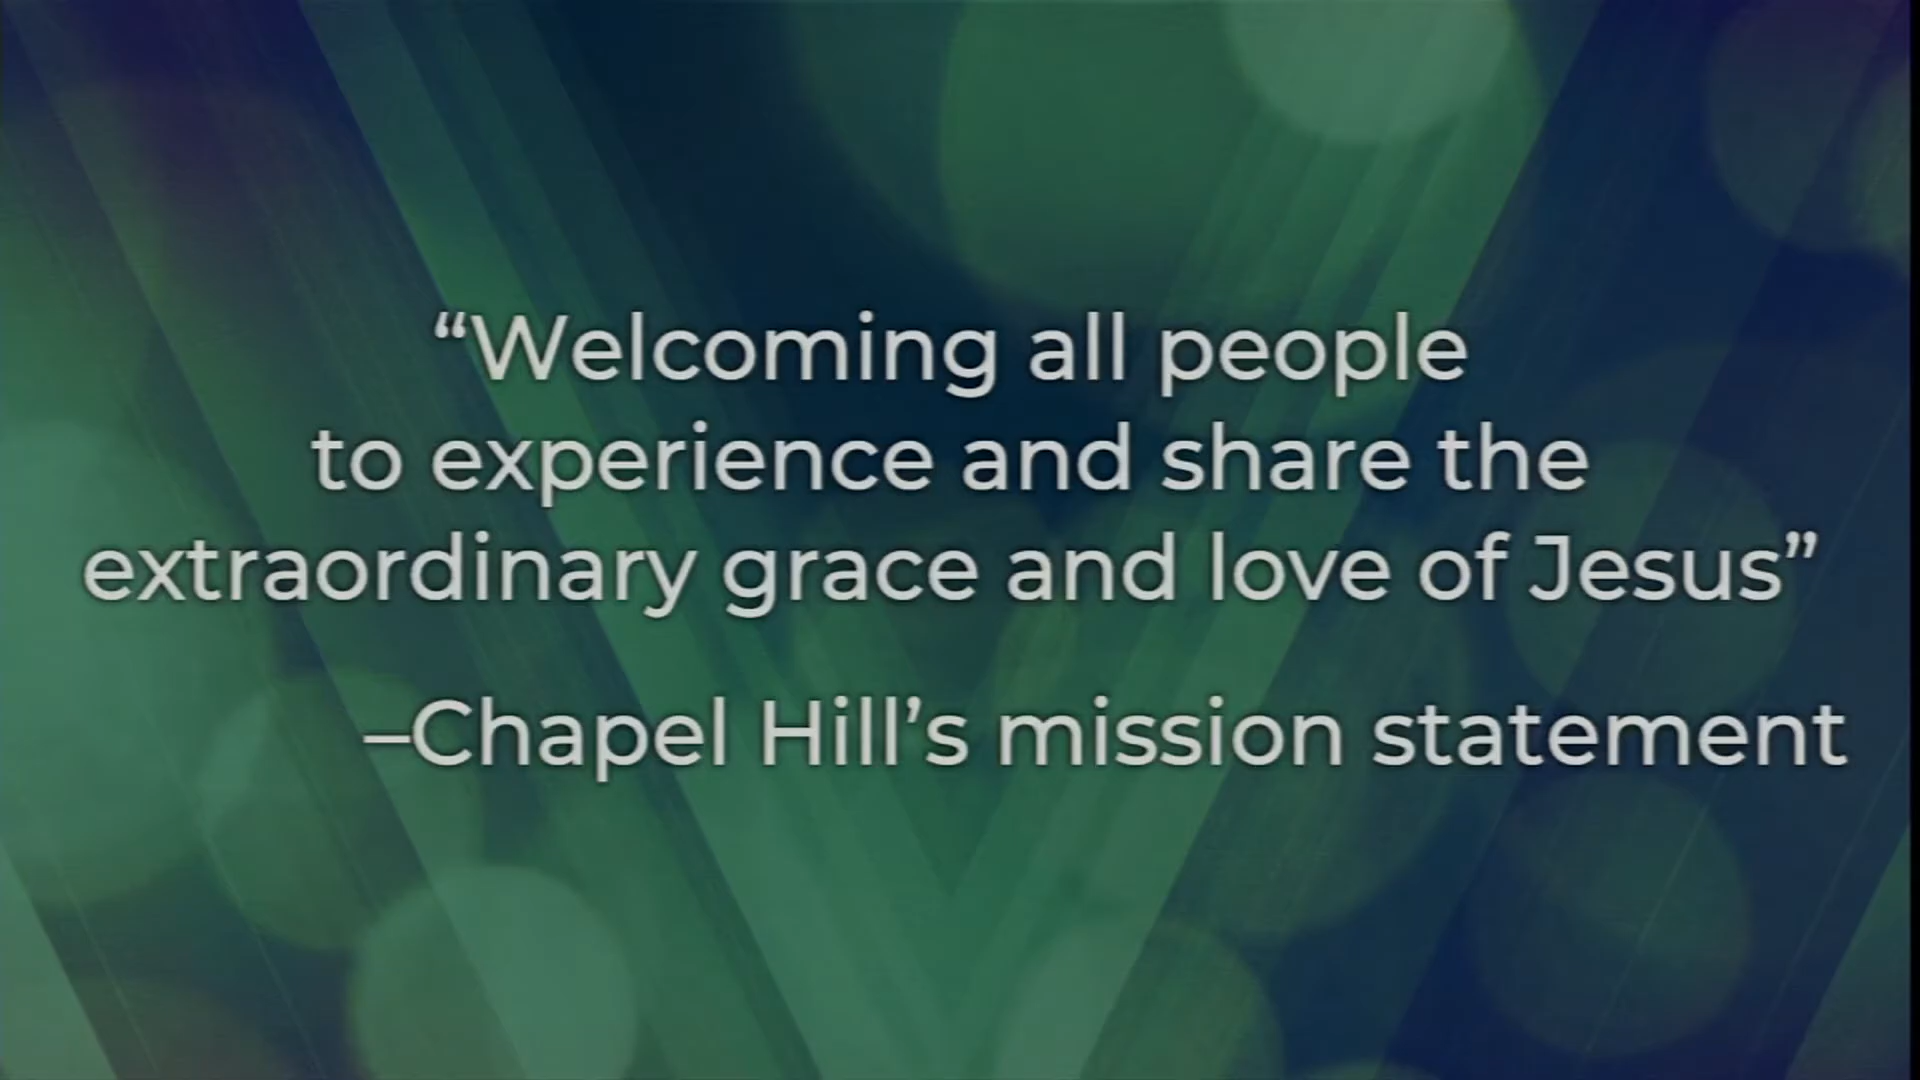 “Welcoming all people
to experience and share the
extraordinary grace and love of Jesus”
–Chapel Hill’s mission statement